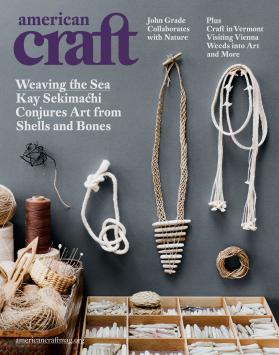 american
craft
John Grade
Collaborates
with Nature
Plus
Craft in Vermont
Visiting Vienna
Weeds into Art
and More
Weaving the Sea
Kay Sekimachi
Conjures Art from
Shells and Bones
americancraftmag.org